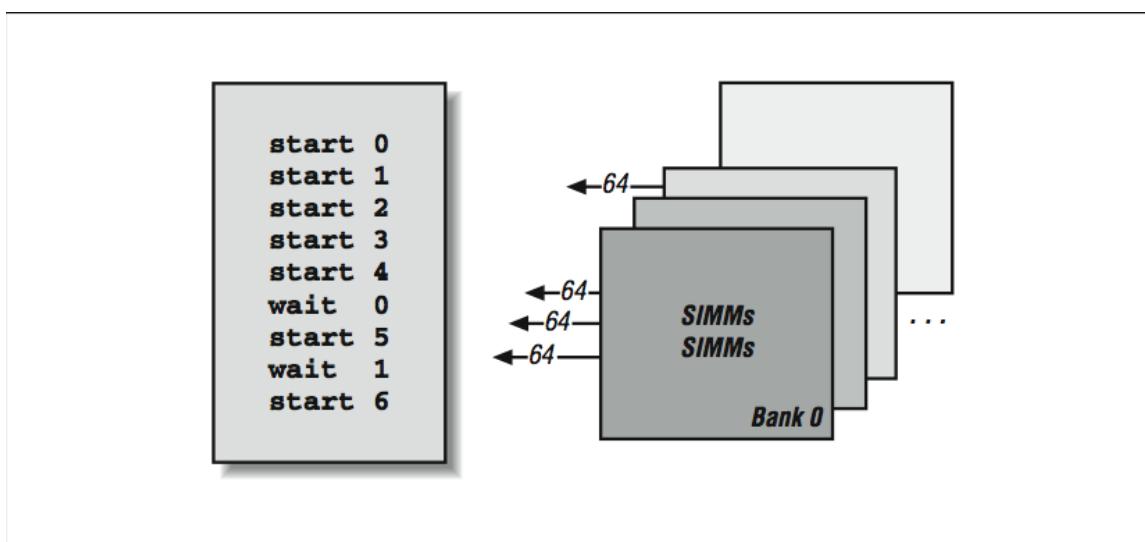 start 0
start 1
start 2
start 3
start 4
wait 0
start 5
wait 1
start 6
64
64
64
64
SIMMs
SIMMs
Bank 0
...